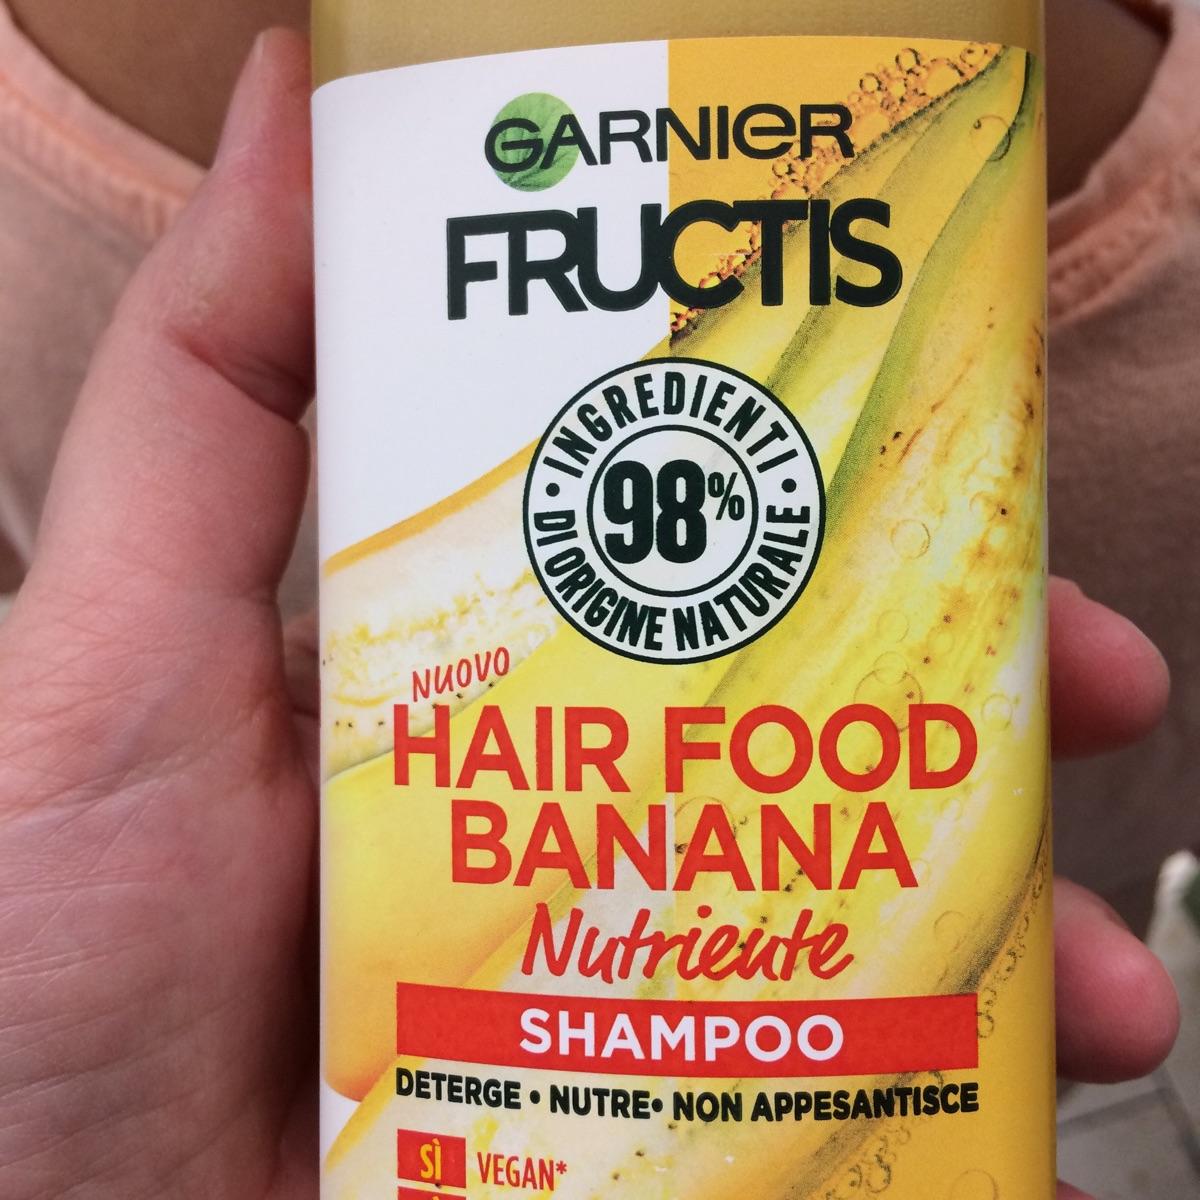 GARNIER
FRUCTIS
INGREDIENTI
98%
DI ORIGINE NATURALE
NUOVO
HAIR FOOD
BANANA
Nutriente
SHAMPOO
DETERGE • NUTRE • NON APPESANTISCE
SÌ VEGAN*